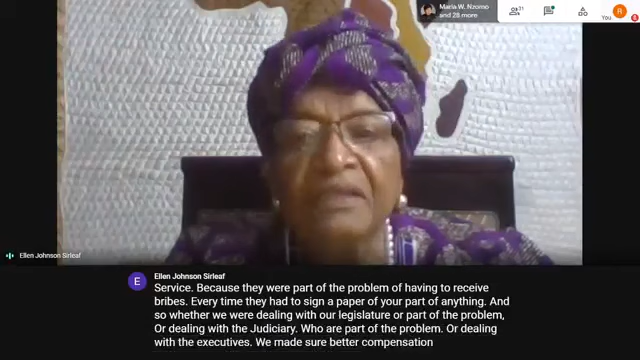 Maria W. Nzomo
and 28 more
31
You
Ellen Johnson Sirleaf
E
Ellen Johnson Sirleaf
Service. Because they were part of the problem of having to receive
bribes. Every time they had to sign a paper of your part of anything. And
so whether we were dealing with our legislature or part of the problem,
Or dealing with the Judiciary. Who are part of the problem. Or dealing
with the executives. We made sure better compensation